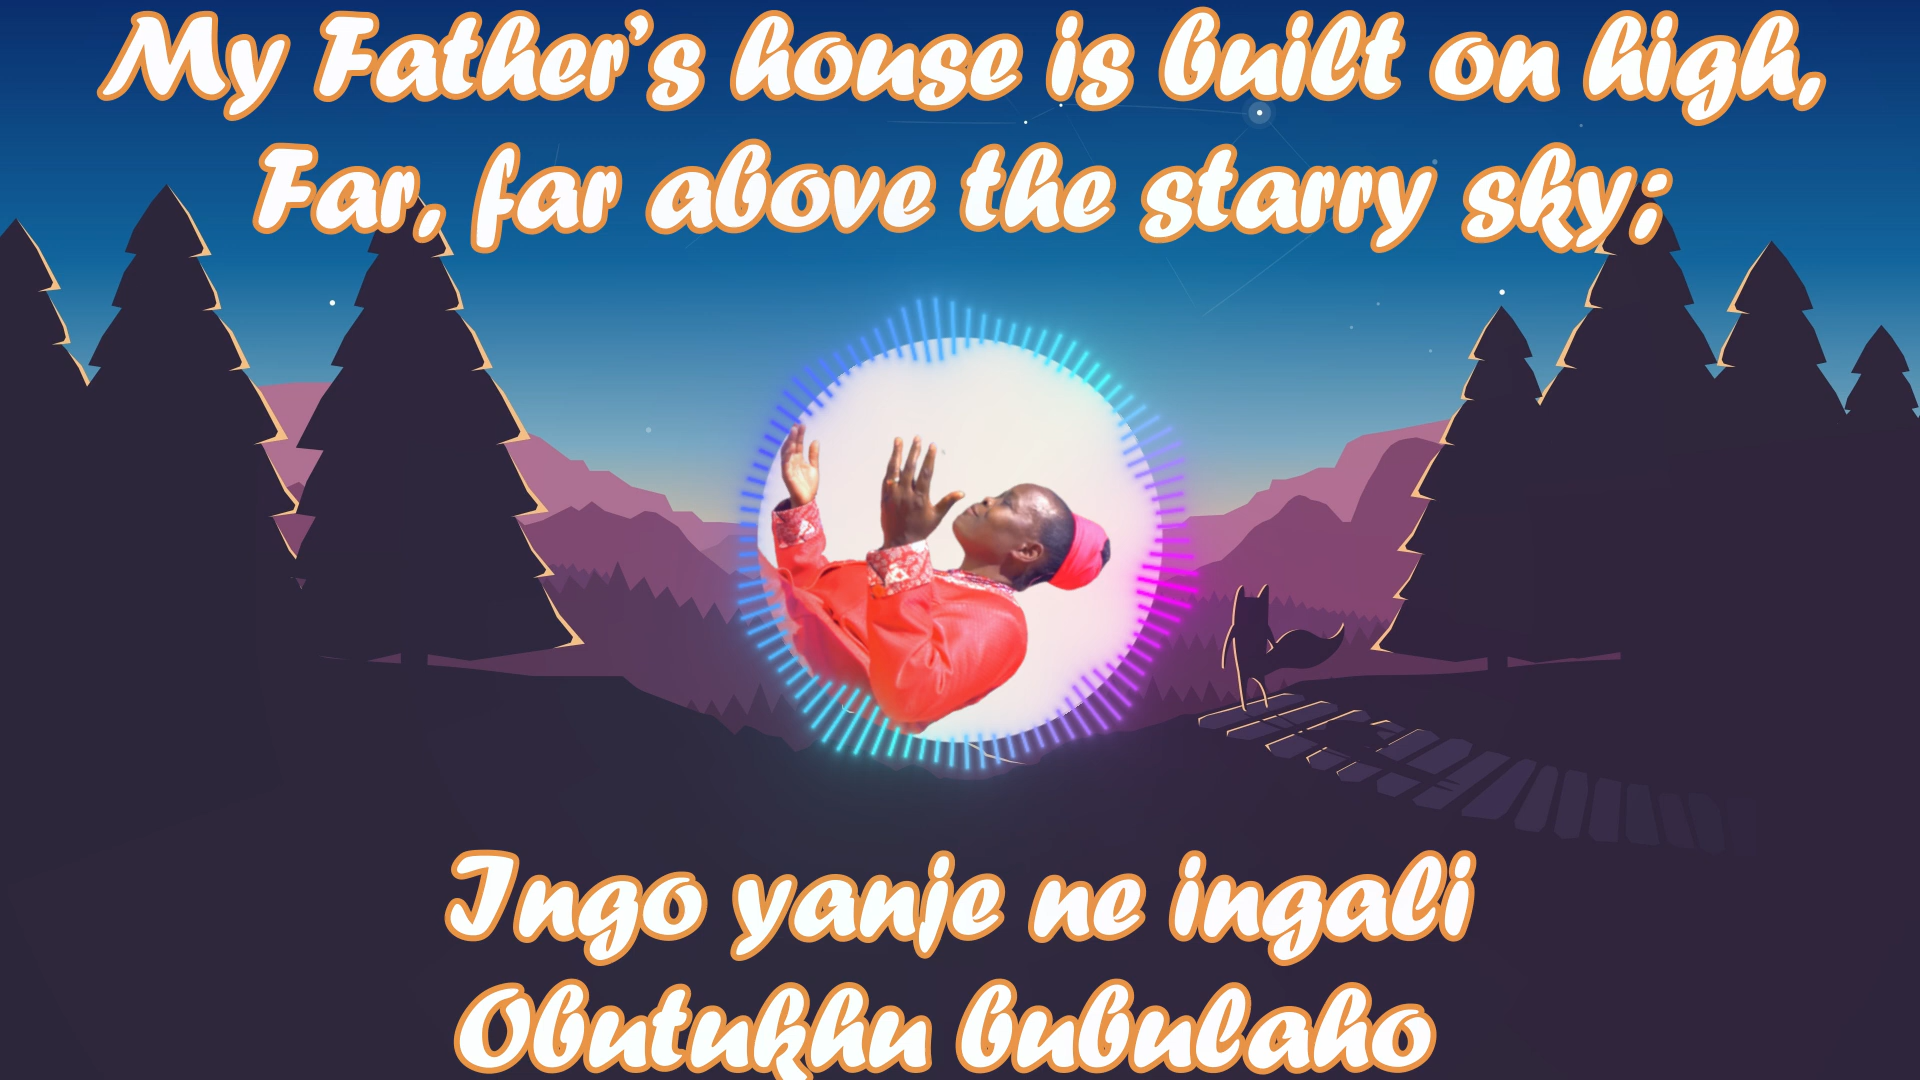 My Father's house is built on high,
Far, far above the starry sky;
Ingo yanje ne ingali
Obutukhu bubulaho